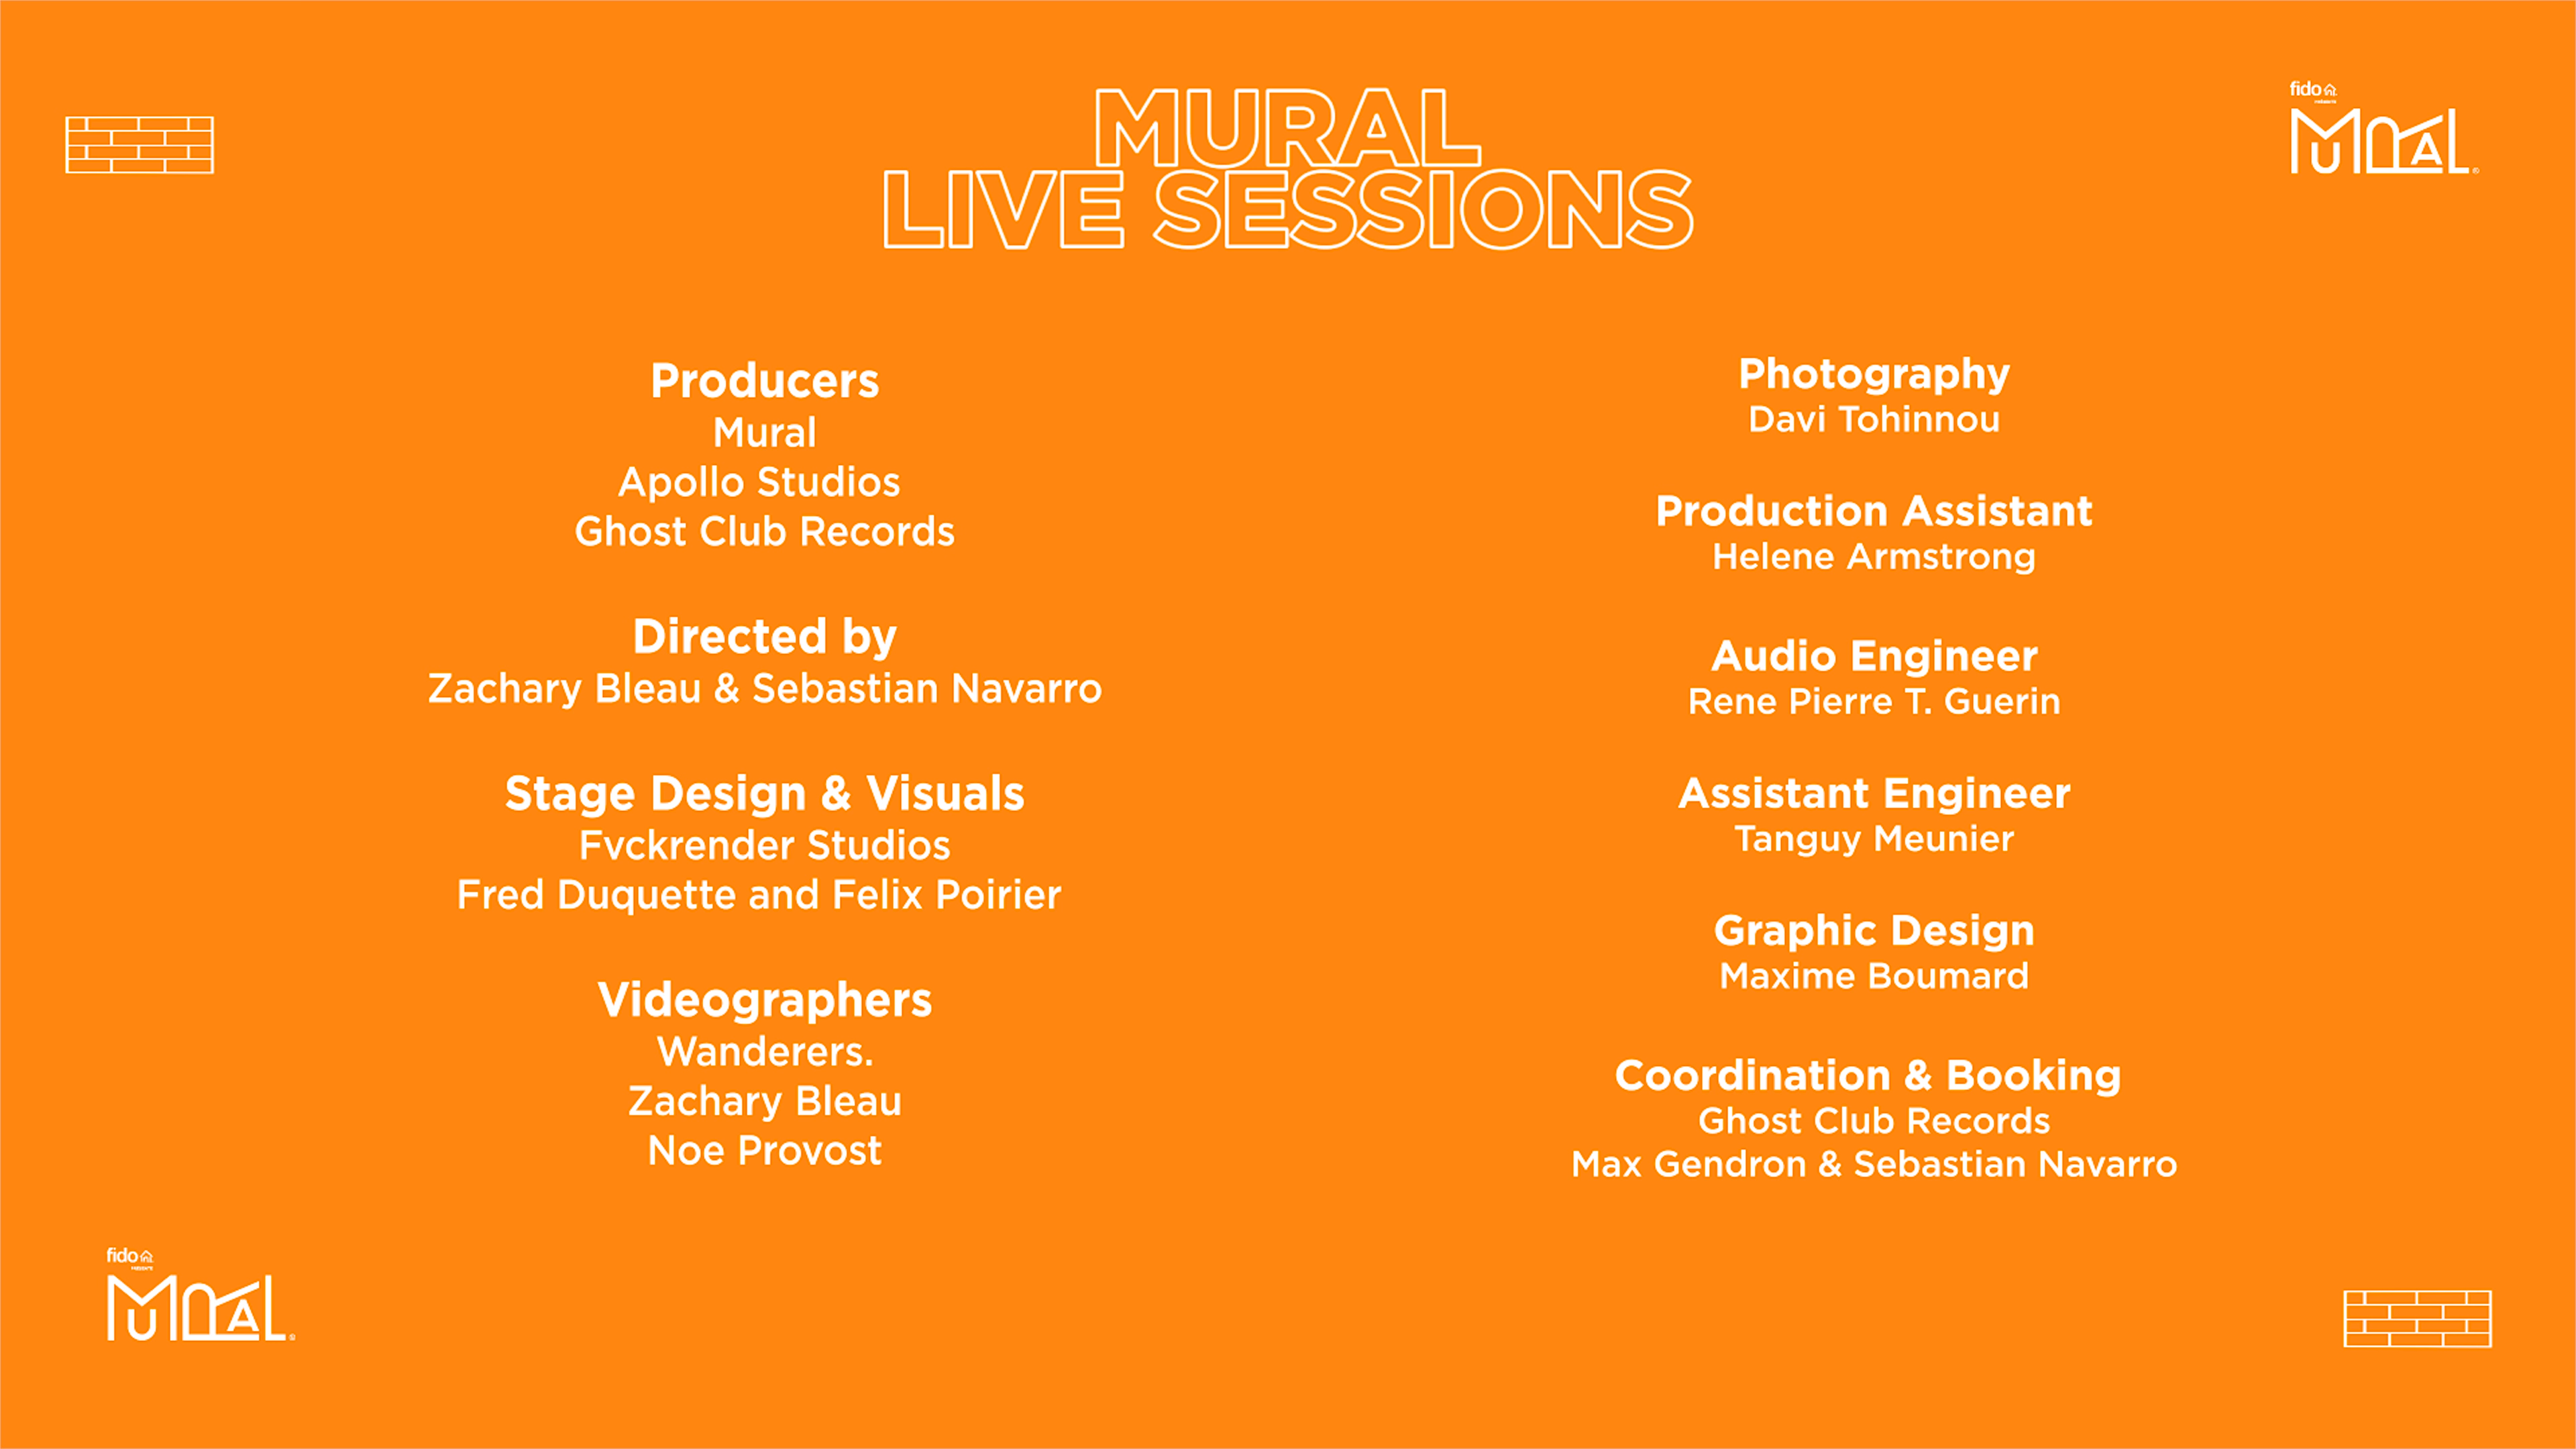 fido
MURAL
MURAL
LIVE SESSIONS
Producers
Mural
Apollo Studios
Ghost Club Records
Directed by
Zachary Bleau & Sebastian Navarro
Stage Design & Visuals
Fvckrender Studios
Fred Duquette and Felix Poirier
Videographers
Wanderers.
Zachary Bleau
Noe Provost
Photography
Davi Tohinnou
Production Assistant
Helene Armstrong
Audio Engineer
Rene Pierre T. Guerin
Assistant Engineer
Tanguy Meunier
Graphic Design
Maxime Boumard
Coordination & Booking
Ghost Club Records
Max Gendron & Sebastian Navarro
fido
MURAL